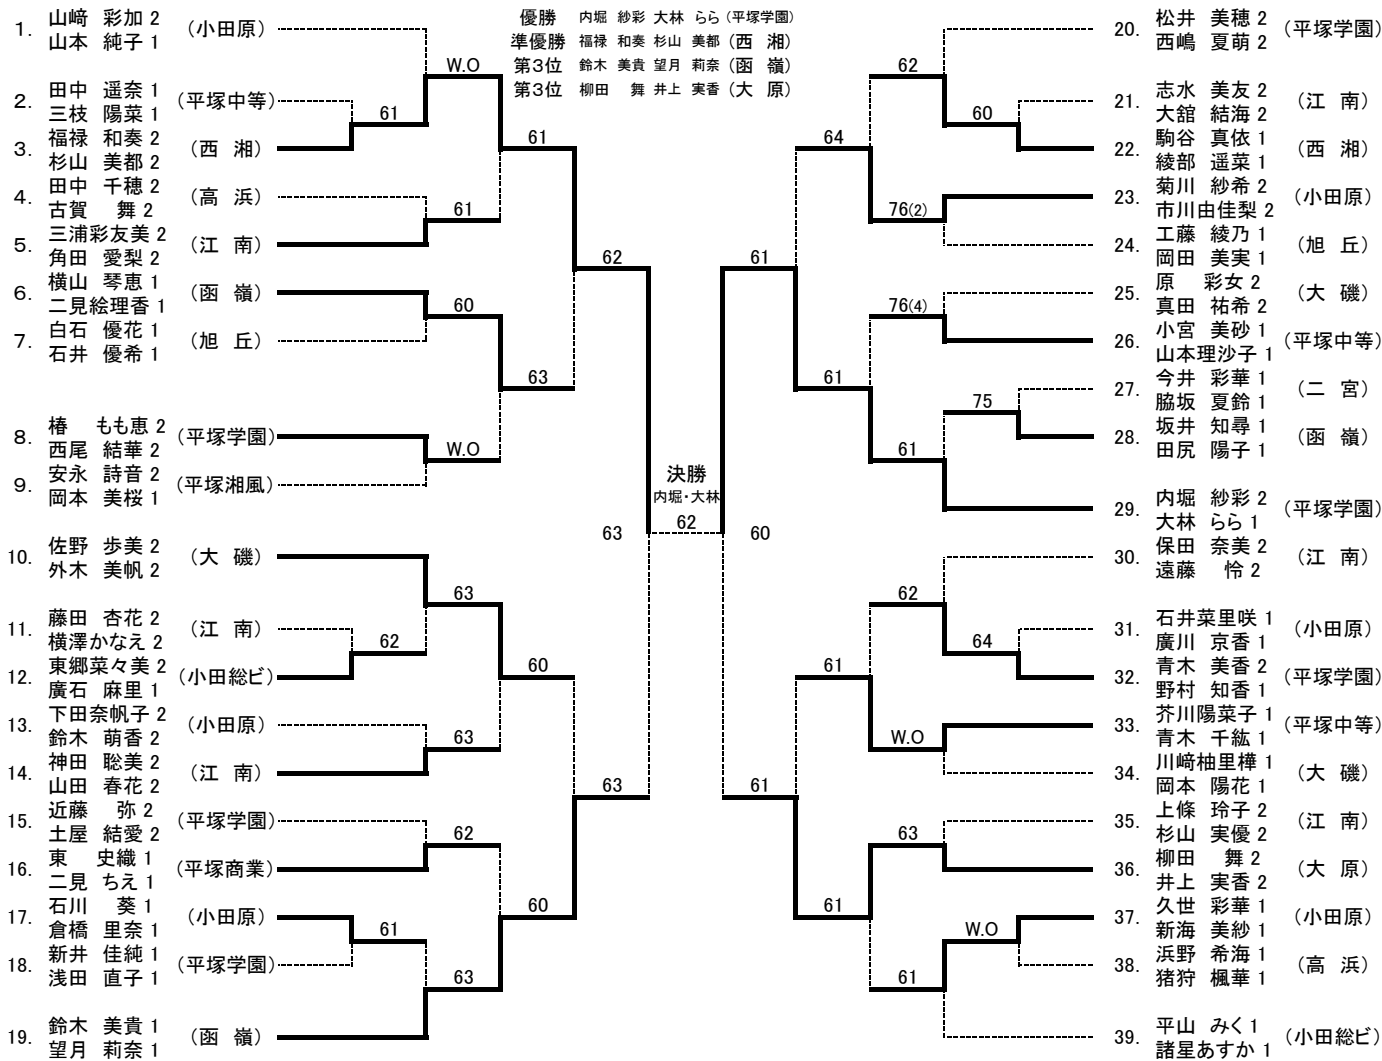 優勝 内堀 紗彩 大林 らら (平塚学園)
準優勝 福禄 和奏 杉山 美都 (西 湘)
第3位 鈴木 美貴 望月 莉奈 (函 嶺)
第3位 柳田 舞 井上 実香 (大 原)
1. 山﨑 彩加 2 (小田原)
山本 純子 1
2. 田中 遥奈 1 (平塚中等)
三枝 陽菜 1
3. 福禄 和奏 2 (西 湘)
杉山 美都 2
4. 田中 千穂 2 (高 浜)
古賀 舞 2
5. 三浦彩友美 2 (江 南)
角田 愛梨 2
6. 横山 琴恵 1 (函 嶺)
二見絵理香 1
7. 白石 優花 1 (旭 丘)
石井 優希 1
8. 椿 もも恵 2 (平塚学園)
西尾 結華 2
9. 安永 詩音 2 (平塚湘風)
岡本 美桜 1
10. 佐野 歩美 2 (大 磯)
外木 美帆 2
11. 藤田 杏花 2 (江 南)
横澤かなえ 2
12. 東郷菜々美 2 (小田総ビ)
廣石 麻里 1
13. 下田奈帆子 2 (小田原)
鈴木 萌香 2
14. 神田 聡美 2 (江 南)
山田 春花 2
15. 近藤 弥 2 (平塚学園)
土屋 結愛 2
16. 東 史織 1 (平塚商業)
二見 ちえ 1
17. 石川 葵 1 (小田原)
倉橋 里奈 1
18. 新井 佳純 1 (平塚学園)
浅田 直子 1
19. 鈴木 美貴 1 (函 嶺)
望月 莉奈 1
61
62
61
W.O
61
60
W.O
63
63
62
63
61
63
60
60
62
63
63
決勝
内堀・大林
62
60
61
61
64
61
61
61
62
76(2)
76(4)
61
62
W.O
63
61
60
75
64
W.O
20. 松井 美穂 2 (平塚学園)
西嶋 夏萌 2
21. 志水 美友 2 (江 南)
大舘 結海 2
22. 駒谷 真依 1 (西 湘)
綾部 遥菜 1
23. 菊川 紗希 2 (小田原)
市川由佳梨 2
24. 工藤 綾乃 1 (旭 丘)
岡田 美実 1
25. 原 彩女 2 (大 磯)
真田 祐希 2
26. 小宮 美砂 1 (平塚中等)
山本理沙子 1
27. 今井 彩華 1 (二 宮)
脇坂 夏鈴 1
28. 坂井 知尋 1 (函 嶺)
田尻 陽子 1
29. 内堀 紗彩 2 (平塚学園)
大林 らら 1
30. 保田 奈美 2 (江 南)
遠藤 怜 2
31. 石井菜里咲 1 (小田原)
廣川 京香 1
32. 青木 美香 2 (平塚学園)
野村 知香 1
33. 芥川陽菜子 1 (平塚中等)
青木 千紘 1
34. 川﨑柚里樺 1 (大 磯)
岡本 陽花 1
35. 上條 玲子 2 (江 南)
杉山 実優 2
36. 柳田 舞 2 (大 原)
井上 実香 2
37. 久世 彩華 1 (小田原)
新海 美紗 1
38. 浜野 希海 1 (高 浜)
猪狩 楓華 1
39. 平山 みく 1 (小田総ビ)
諸星あすか 1